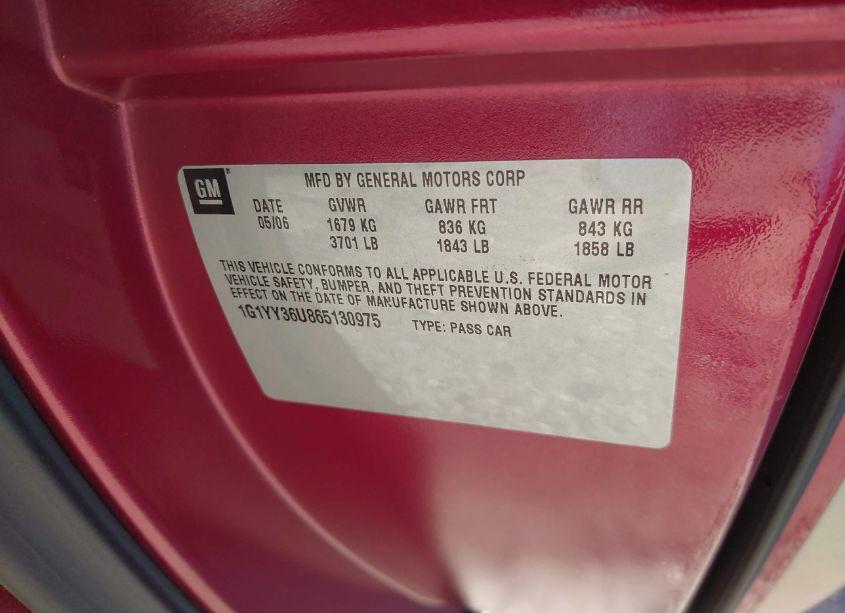 GM
MFD BY GENERAL MOTORS CORP
DATE GVWR GAWR FRT GAWR RR
05/06 1679 KG 836 KG 843 KG
3701 LB 1843 LB 1858 LB
THIS VEHICLE CONFORMS TO ALL APPLICABLE U.S. FEDERAL MOTOR
VEHICLE SAFETY, BUMPER, AND THEFT PREVENTION STANDARDS IN
EFFECT ON THE DATE OF MANUFACTURE SHOWN ABOVE.
1G1YY36U865130975 TYPE: PASS CAR